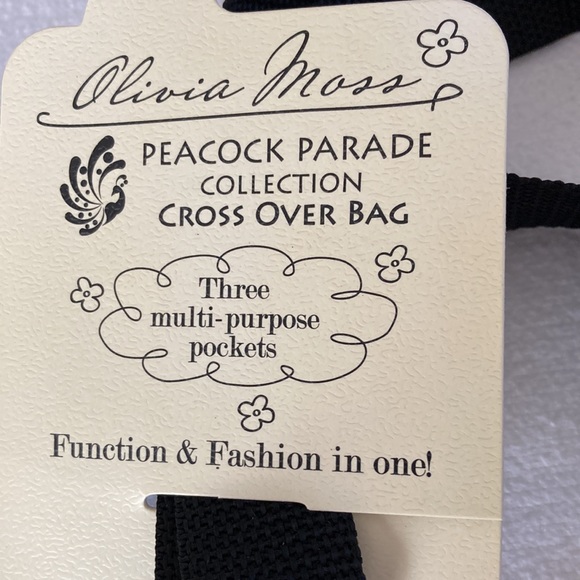 Olivia Moss
PEACOCK PARADE
COLLECTION
CROSS OVER BAG
Three
multi-purpose
pockets
Function & Fashion in one!